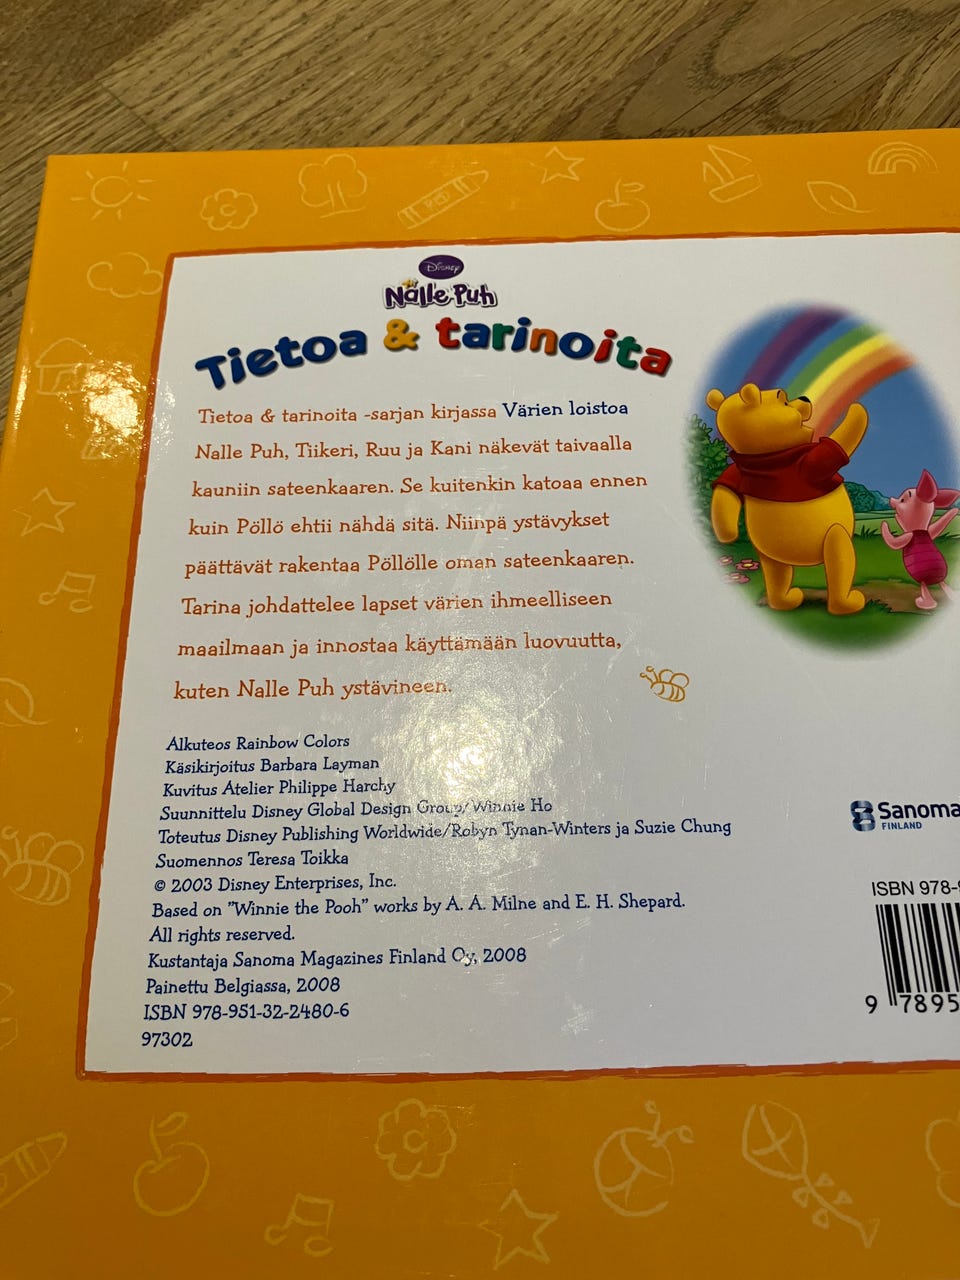 Disney
Nalle Puh
Tietoa & tarinoita
Tietoa & tarinoita -sarjan kirjassa Värien loistoa
Nalle Puh, Tiikeri, Ruu ja Kani näkevät taivaalla
kauniin sateenkaaren. Se kuitenkin katoaa ennen
kuin Pöllö ehtii nähdä sitä. Niinpä ystävykset
päättävät rakentaa Pöllölle oman sateenkaaren.
Tarina johdattelee lapset värien ihmeelliseen
maailmaan ja innostaa käyttämään luovuutta,
kuten Nalle Puh ystävineen.
Alkuteos Rainbow Colors
Käsikirjoitus Barbara Layman
Kuvitus Atelier Philippe Harchy
Suunnittelu Disney Global Design Group/Winnie Ho
Toteutus Disney Publishing Worldwide/Robyn Tynan-Winters ja Suzie Chung
Suomennos Teresa Toikka
© 2003 Disney Enterprises, Inc.
Based on "Winnie the Pooh" works by A. A. Milne and E. H. Shepard.
All rights reserved.
Kustantaja Sanoma Magazines Finland Oy, 2008
Painettu Belgiassa, 2008
ISBN 978-951-32-2480-6
97302
Sanoma
FINLAND
ISBN 978-9
9 78951